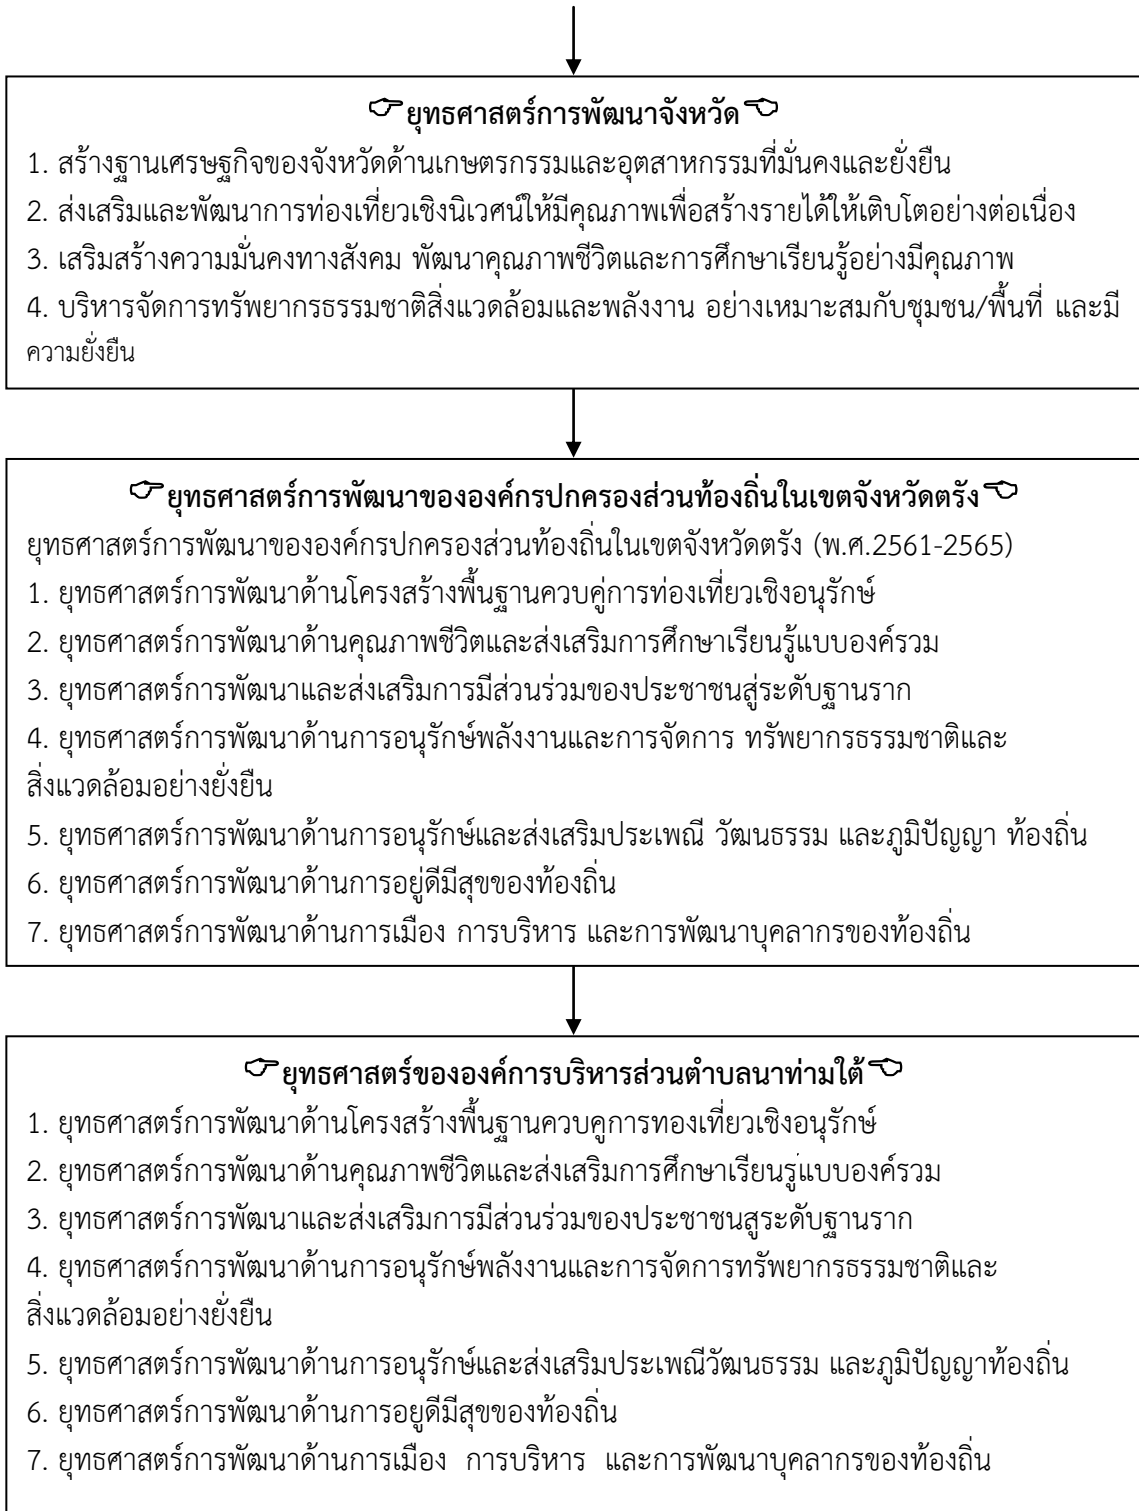 ยุทธศาสตร์การพัฒนาจังหวัด
1. สร้างฐานเศรษฐกิจของจังหวัดด้านเกษตรกรรมและอุตสาหกรรมที่มั่นคงและยั่งยืน
2. ส่งเสริมและพัฒนาการท่องเที่ยวเชิงนิเวศน์ให้มีคุณภาพเพื่อสร้างรายได้ให้เติบโตอย่างต่อเนื่อง
3. เสริมสร้างความมั่นคงทางสังคม พัฒนาคุณภาพชีวิตและการศึกษาเรียนรู้อย่างมีคุณภาพ
4. บริหารจัดการทรัพยากรธรรมชาติสิ่งแวดล้อมและพลังงาน อย่างเหมาะสมกับชุมชน/พื้นที่ และมี
ความยั่งยืน
ยุทธศาสตร์การพัฒนาขององค์กรปกครองส่วนท้องถิ่นในเขตจังหวัดตรัง
ยุทธศาสตร์การพัฒนาขององค์กรปกครองส่วนท้องถิ่นในเขตจังหวัดตรัง (พ.ศ.2561-2565)
1. ยุทธศาสตร์การพัฒนาด้านโครงสร้างพื้นฐานควบคู่การท่องเที่ยวเชิงอนุรักษ์
2. ยุทธศาสตร์การพัฒนาด้านคุณภาพชีวิตและส่งเสริมการศึกษาเรียนรู้แบบองค์รวม
3. ยุทธศาสตร์การพัฒนาและส่งเสริมการมีส่วนร่วมของประชาชนสู่ระดับฐานราก
4. ยุทธศาสตร์การพัฒนาด้านการอนุรักษ์พลังงานและการจัดการ ทรัพยากรธรรมชาติและ
สิ่งแวดล้อมอย่างยั่งยืน
5. ยุทธศาสตร์การพัฒนาด้านการอนุรักษ์และส่งเสริมประเพณี วัฒนธรรม และภูมิปัญญา ท้องถิ่น
6. ยุทธศาสตร์การพัฒนาด้านการอยู่ดีมีสุขของท้องถิ่น
7. ยุทธศาสตร์การพัฒนาด้านการเมือง การบริหาร และการพัฒนาบุคลากรของท้องถิ่น
ยุทธศาสตร์ขององค์การบริหารส่วนตำบลนาท่ามใต้
1. ยุทธศาสตร์การพัฒนาด้านโครงสร้างพื้นฐานควบคูการทองเที่ยวเชิงอนุรักษ์
2. ยุทธศาสตร์การพัฒนาด้านคุณภาพชีวิตและส่งเสริมการศึกษาเรียนรู่แบบองค์รวม
3. ยุทธศาสตร์การพัฒนาและส่งเสริมการมีส่วนร่วมของประชาชนสูระดับฐานราก
4. ยุทธศาสตร์การพัฒนาด้านการอนุรักษ์พลังงานและการจัดการทรัพยากรธรรมชาติและ
สิ่งแวดล้อมอย่างยั่งยืน
5. ยุทธศาสตร์การพัฒนาด้านการอนุรักษ์และส่งเสริมประเพณีวัฒนธรรม และภูมิปัญญาท้องถิ่น
6. ยุทธศาสตร์การพัฒนาด้านการอยูดีมีสุขของท้องถิ่น
7. ยุทธศาสตร์การพัฒนาด้านการเมือง การบริหาร และการพัฒนาบุคลากรของท้องถิ่น